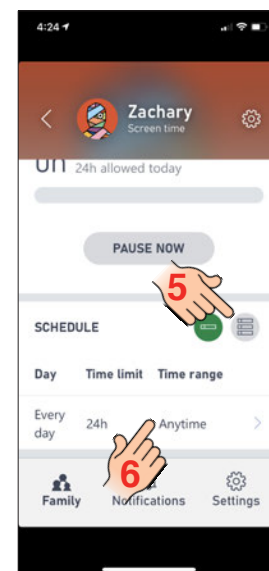 4:24
Zachary
Screen time
0h 24h allowed today
PAUSE NOW
5
SCHEDULE
Day Time limit Time range
Every day 24h Anytime
6
Family Notifications Settings